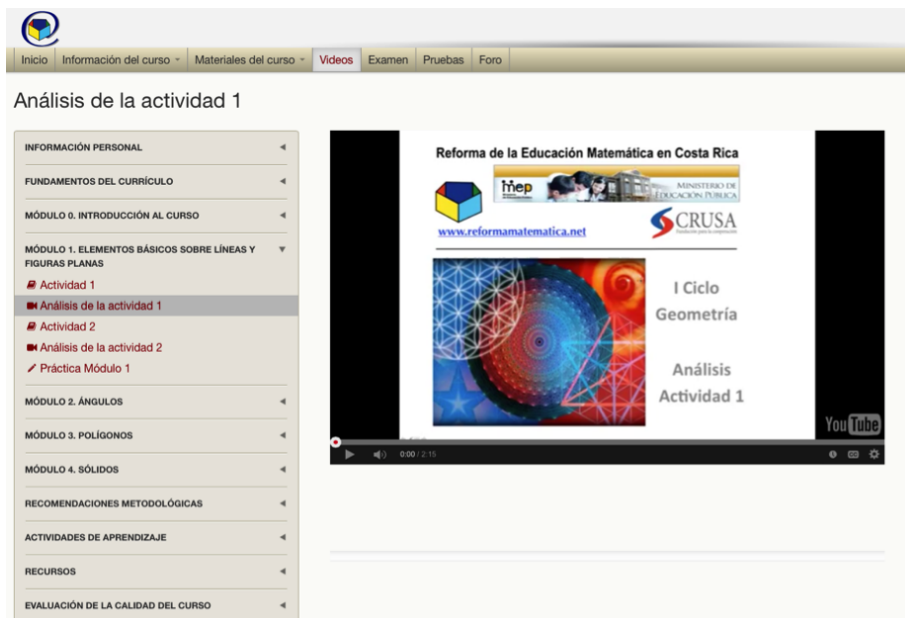 Inicio Información del curso Materiales del curso Videos Examen Pruebas Foro
Análisis de la actividad 1
INFORMACIÓN PERSONAL
FUNDAMENTOS DEL CURRÍCULO
MÓDULO 0. INTRODUCCIÓN AL CURSO
MÓDULO 1. ELEMENTOS BÁSICOS SOBRE LÍNEAS Y
FIGURAS PLANAS
Actividad 1
Análisis de la actividad 1
Actividad 2
Análisis de la actividad 2
Práctica Módulo 1
MÓDULO 2. ÁNGULOS
MÓDULO 3. POLÍGONOS
MÓDULO 4. SÓLIDOS
RECOMENDACIONES METODOLÓGICAS
ACTIVIDADES DE APRENDIZAJE
RECURSOS
EVALUACIÓN DE LA CALIDAD DEL CURSO
Reforma de la Educación Matemática en Costa Rica
mep
MINISTERIO DE
EDUCACIÓN PÚBLICA
CRUSA
www.reformamatematica.net
I Ciclo
Geometría
Análisis
Actividad 1
YouTube
0:00 / 2:15